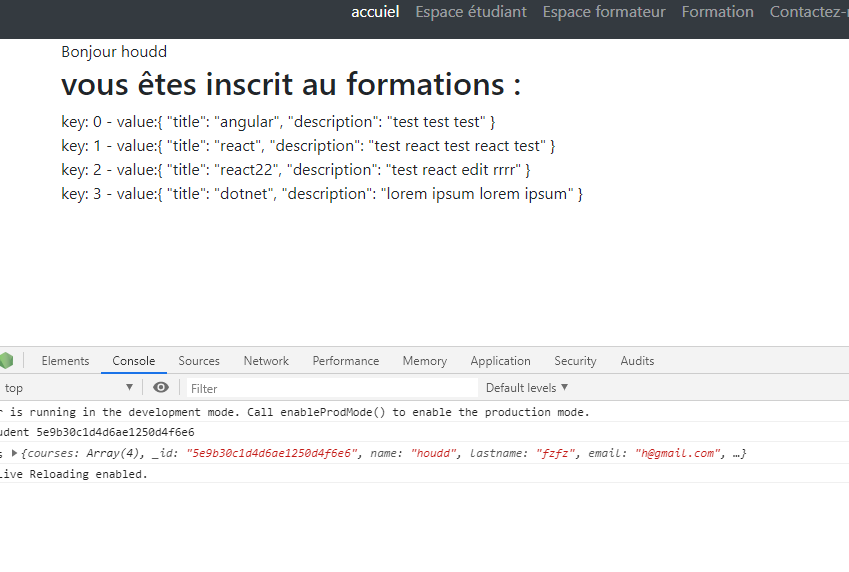 accuiel Espace étudiant Espace formateur Formation Contactez-
Bonjour houdd
vous êtes inscrit au formations :
key: 0 - value:{ "title": "angular", "description": "test test test" }
key: 1 - value:{ "title": "react", "description": "test react test react test" }
key: 2 - value:{ "title": "react22", "description": "test react edit rrrr" }
key: 3 - value:{ "title": "dotnet", "description": "lorem ipsum lorem ipsum" }
Elements Console Sources Network Performance Memory Application Security Audits
top ▼ Filter Default levels ▼
r is running in the development mode. Call enableProdMode() to enable the production mode.
udent 5e9b30c1d4d6ae1250d4f6e6
s ▶ {courses: Array(4), _id: "5e9b30c1d4d6ae1250d4f6e6", name: "houdd", lastname: "fzfz", email: "h@gmail.com", …}
Live Reloading enabled.